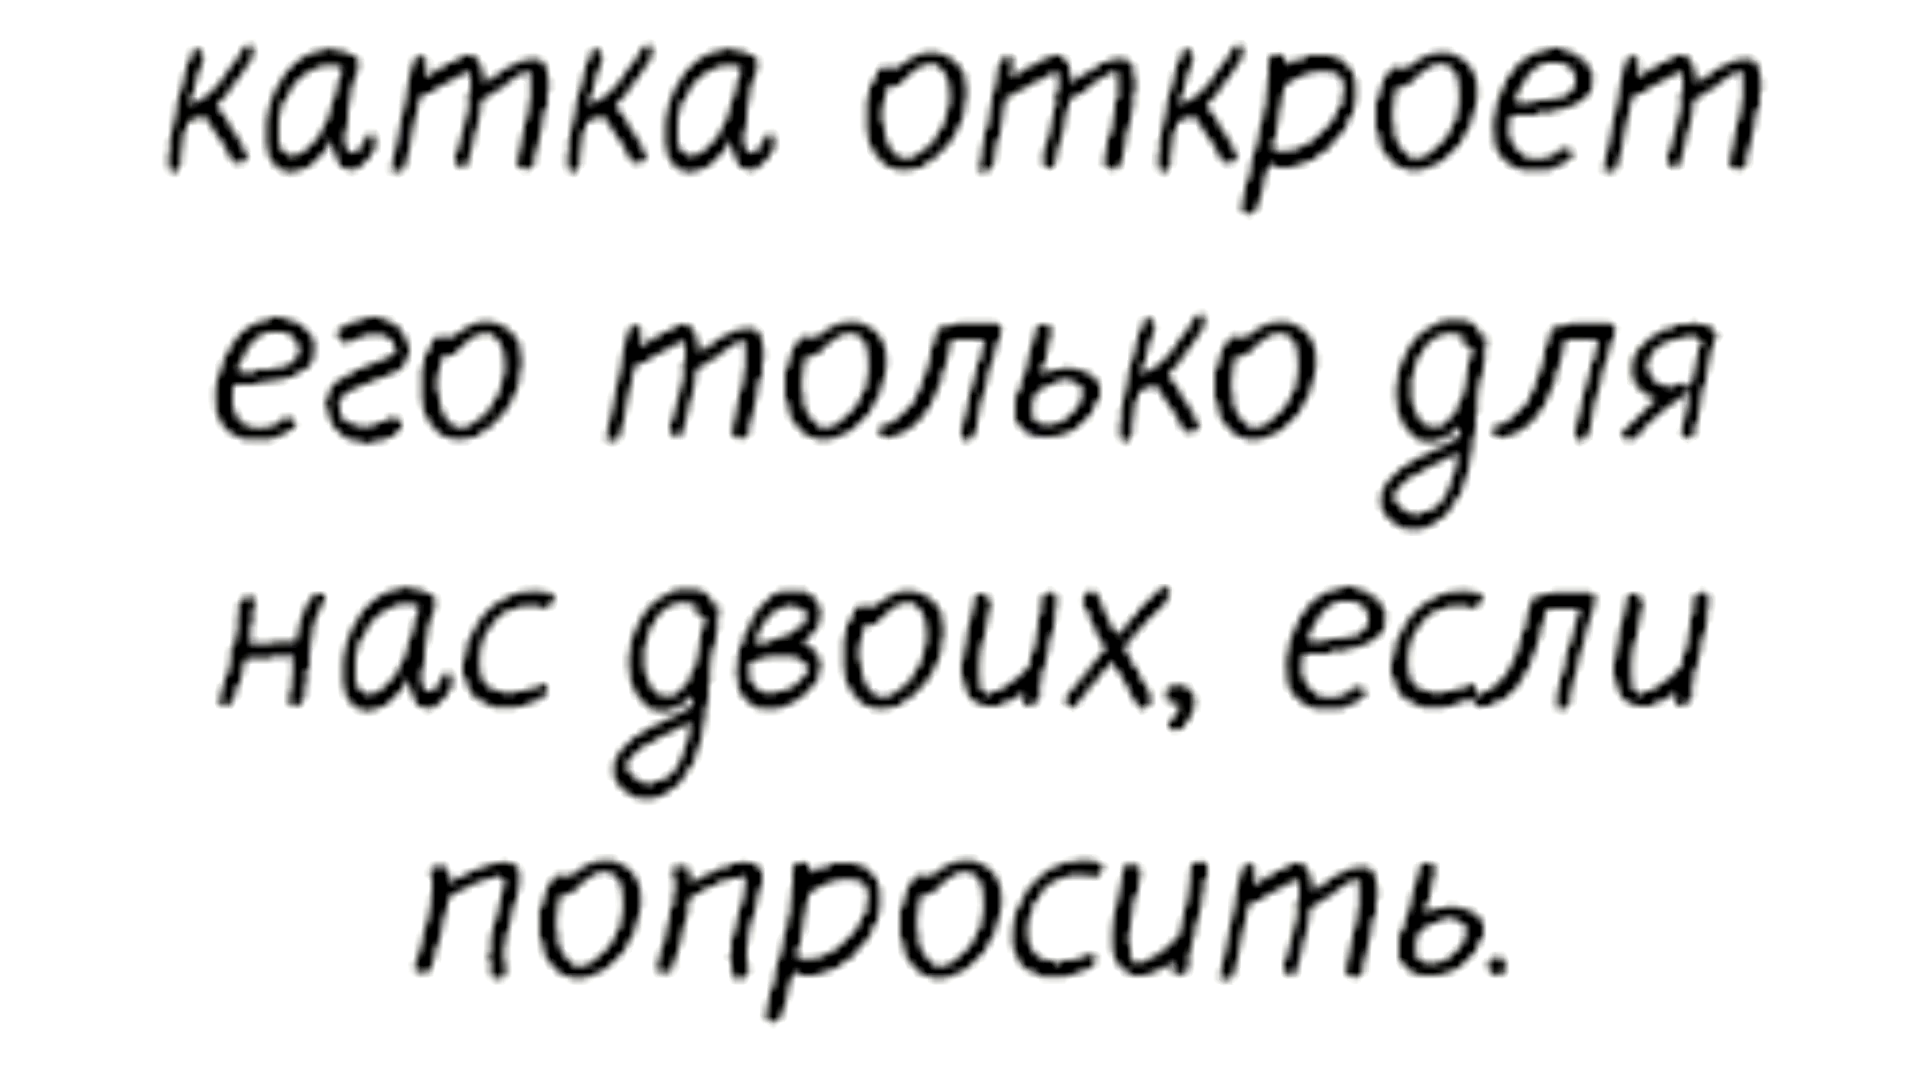 катка откроет
его только для
нас двоих, если
попросить.